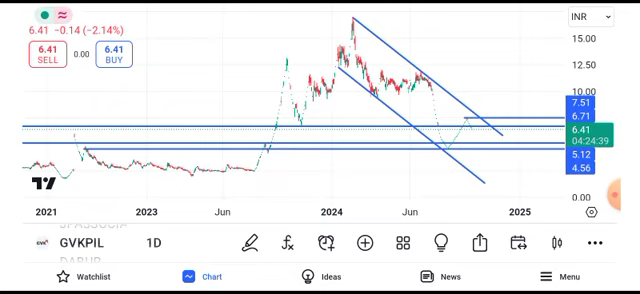 INR
6.41 −0.14 (−2.14%)
6.41 SELL
0.00
6.41 BUY
15.00
12.50
10.00
7.51
6.71
6.41
04:24:39
5.12
4.56
0.00
2021 2023 Jun 2024 Jun 2025
GVK GVKPIL 1D
DABUR
Watchlist Chart Ideas News Menu